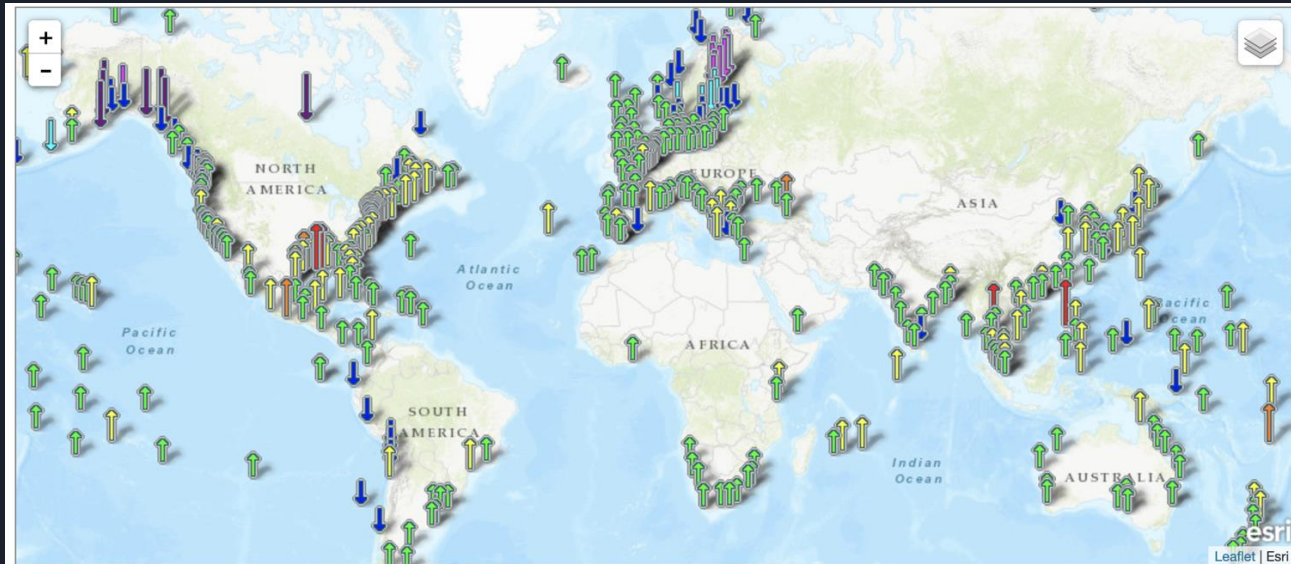 +
−
NORTH
AMERICA
EUROPE
ASIA
Atlantic
Ocean
Pacific
Ocean
Pacific
Ocean
AFRICA
SOUTH
AMERICA
Indian
Ocean
AUSTRALIA
esri
Leaflet | Esri